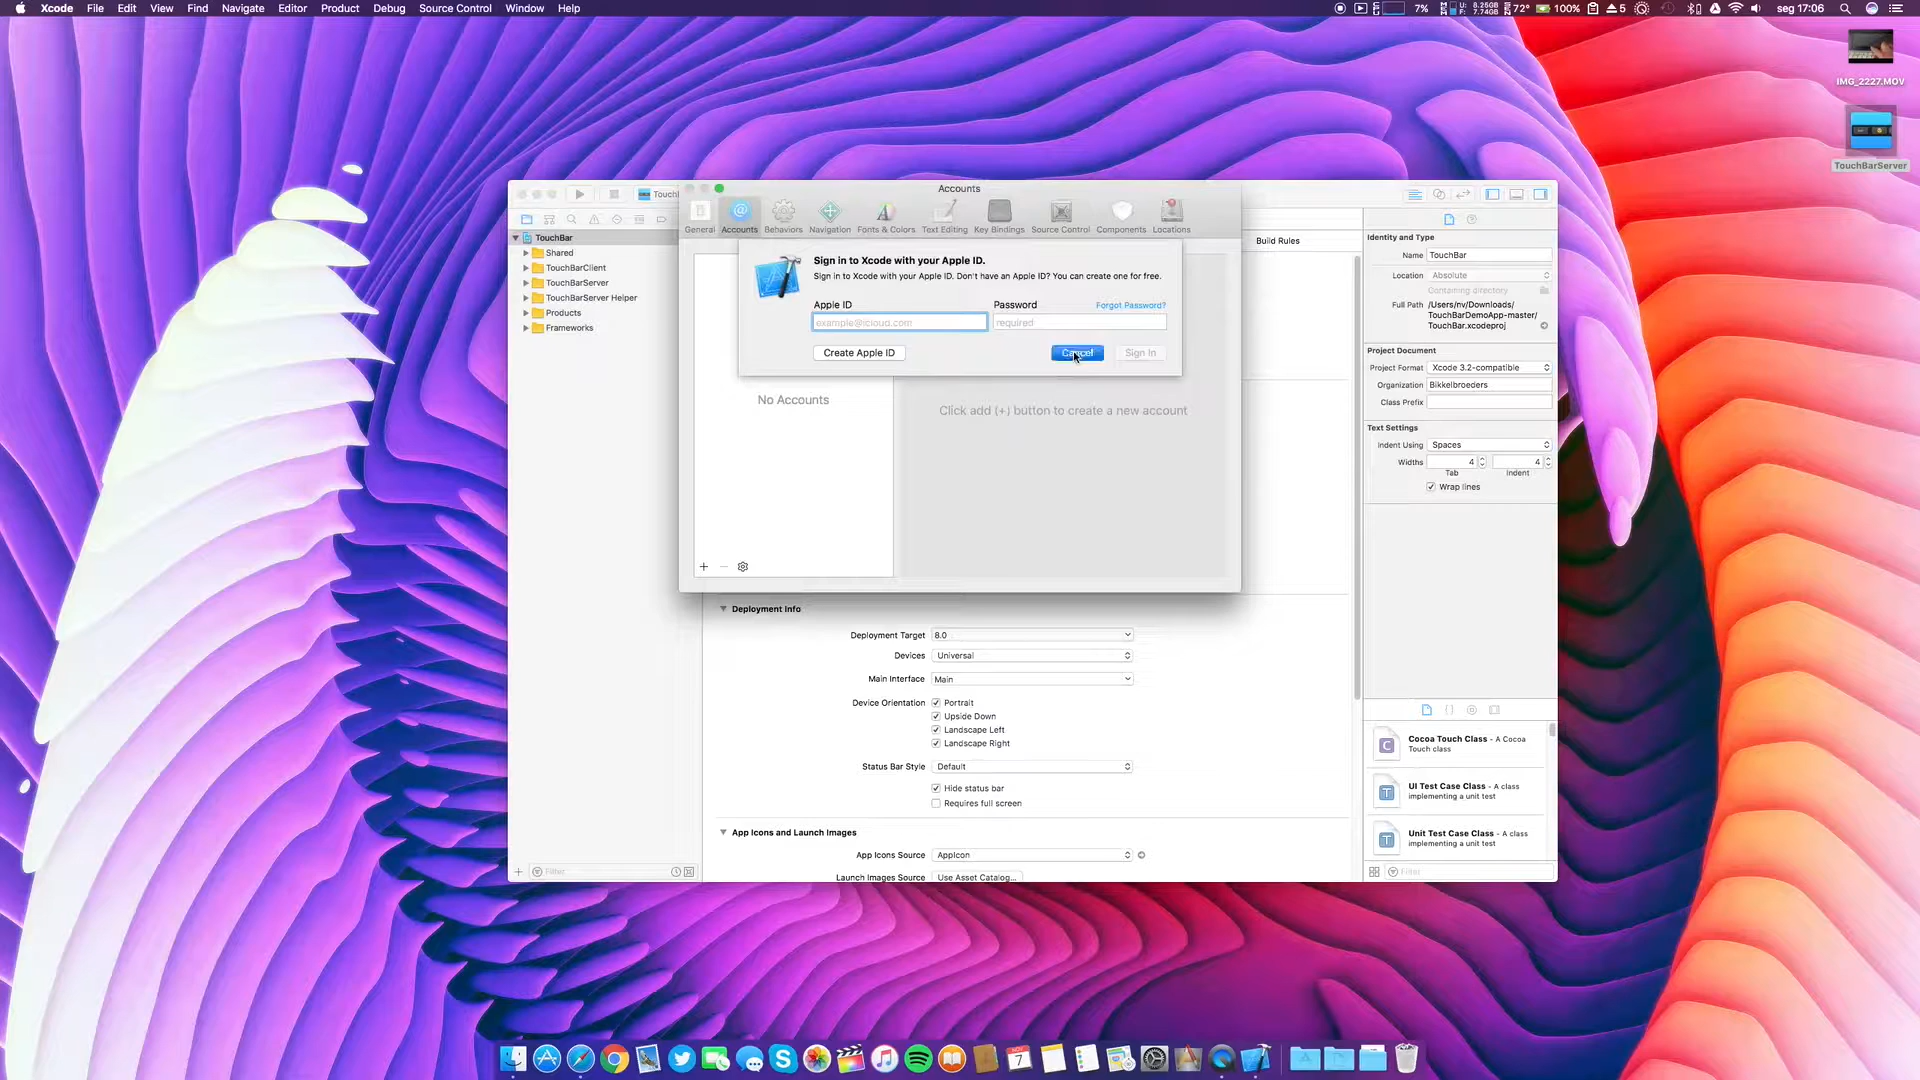 Xcode File Edit View Find Navigate Editor Product Debug Source Control Window Help
7% U: 8.25GB F: 7.74GB 72° 100% 5 seg 17:06
IMG_2227.MOV
TouchBarServer
Accounts
General Accounts Behaviors Navigation Fonts & Colors Text Editing Key Bindings Source Control Components Locations
TouchBar
Shared
TouchBarClient
TouchBarServer
TouchBarServer Helper
Products
Frameworks
Sign in to Xcode with your Apple ID.
Sign in to Xcode with your Apple ID. Don't have an Apple ID? You can create one for free.
Apple ID
Password
Forgot Password?
example@icloud.com
required
Create Apple ID
Cancel
Sign In
No Accounts
Click add (+) button to create a new account
Build Rules
Deployment Info
Deployment Target 8.0
Devices Universal
Main Interface Main
Device Orientation Portrait
Upside Down
Landscape Left
Landscape Right
Status Bar Style Default
Hide status bar
Requires full screen
App Icons and Launch Images
App Icons Source AppIcon
Launch Images Source Use Asset Catalog...
Filter
Identity and Type
Name TouchBar
Location Absolute
Containing directory
Full Path /Users/nv/Downloads/
TouchBarDemoApp-master/
TouchBar.xcodeproj
Project Document
Project Format Xcode 3.2-compatible
Organization Bikkelbroeders
Class Prefix
Text Settings
Indent Using Spaces
Widths 4 4
Tab Indent
Wrap lines
Cocoa Touch Class - A Cocoa
Touch class
UI Test Case Class - A class
implementing a unit test
Unit Test Case Class - A class
implementing a unit test
Filter
NOV
7